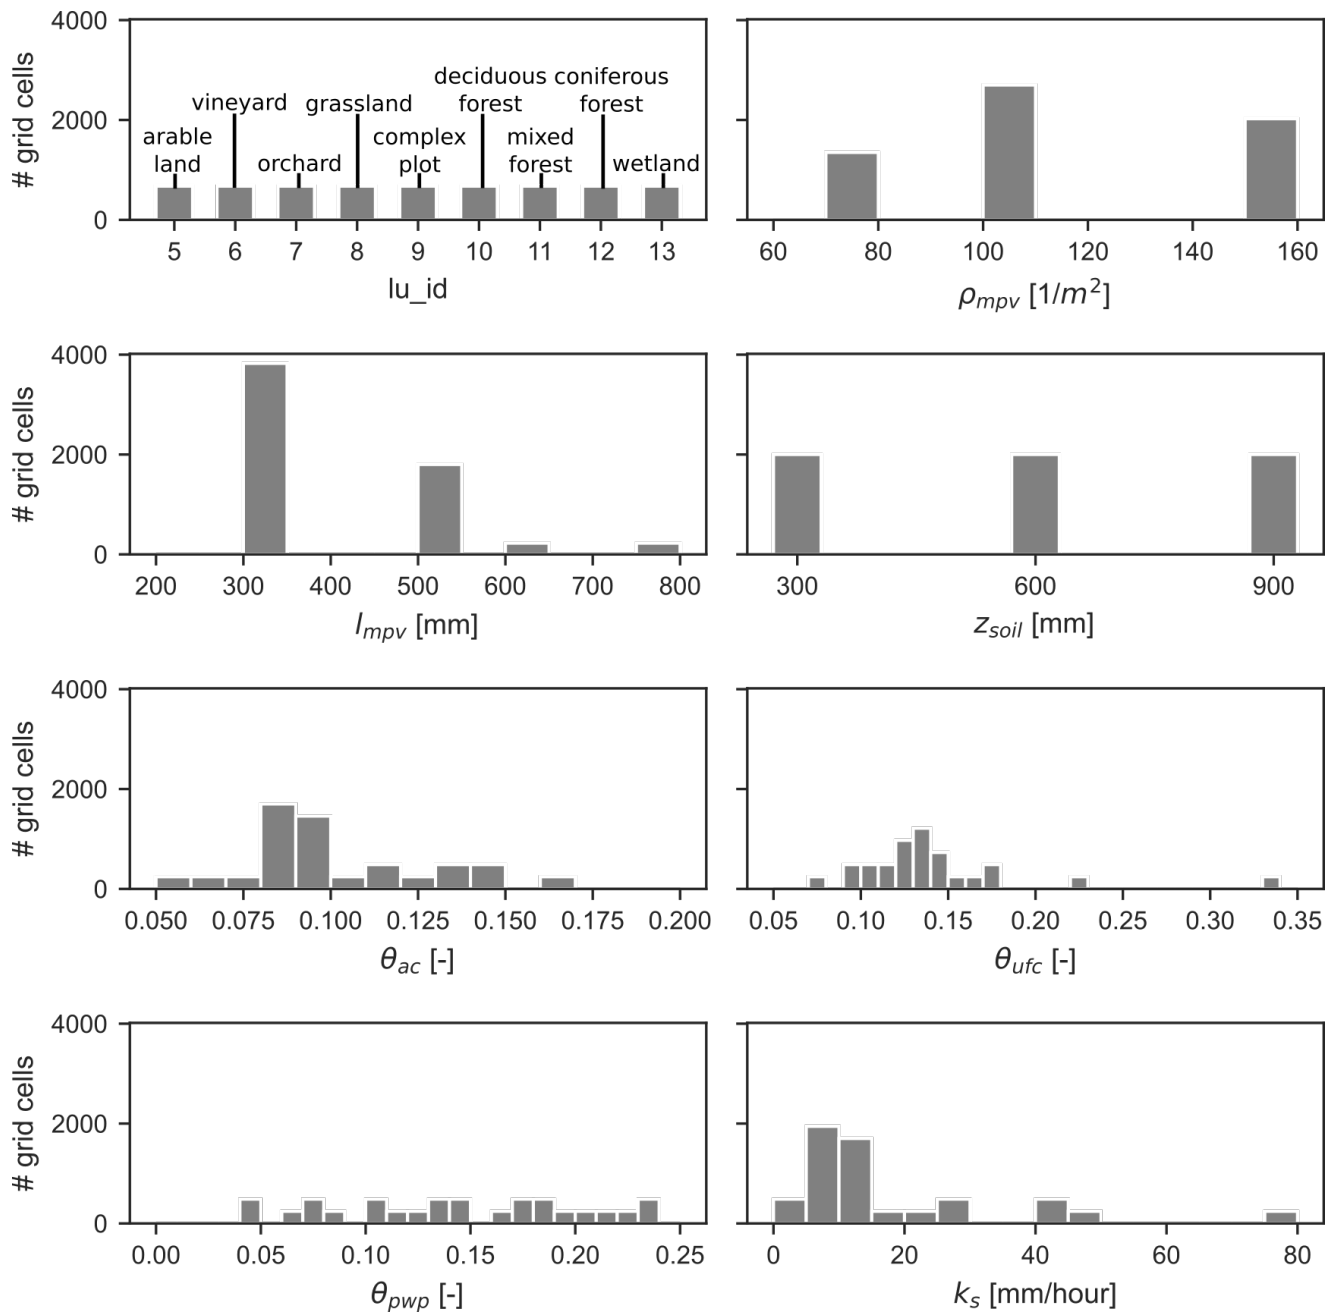 4000
2000
0
# grid cells
deciduous coniferous
forest forest
vineyard grassland
arable complex mixed
land orchard plot forest wetland
5 6 7 8 9 10 11 12 13
lu_id
60 80 100 120 140 160
ρmpv [1/m²]
4000
2000
0
# grid cells
200 300 400 500 600 700 800
lmpv [mm]
300 600 900
zsoil [mm]
4000
2000
0
# grid cells
0.050 0.075 0.100 0.125 0.150 0.175 0.200
θac [-]
0.05 0.10 0.15 0.20 0.25 0.30 0.35
θufc [-]
4000
2000
0
# grid cells
0.00 0.05 0.10 0.15 0.20 0.25
θpwp [-]
0 20 40 60 80
ks [mm/hour]